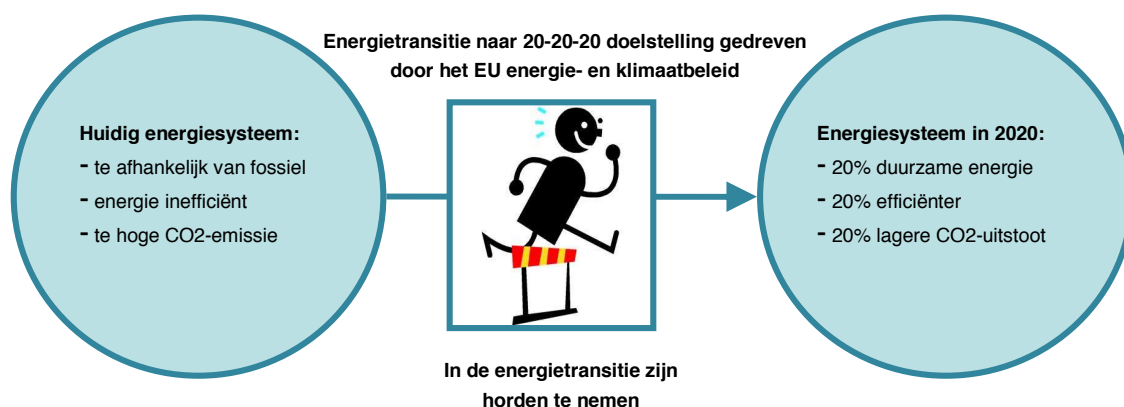 Energietransitie naar 20-20-20 doelstelling gedreven
door het EU energie- en klimaatbeleid
Huidig energiesysteem:
- te afhankelijk van fossiel
- energie inefficiënt
- te hoge CO2-emissie
Energiesysteem in 2020:
- 20% duurzame energie
- 20% efficiënter
- 20% lagere CO2-uitstoot
In de energietransitie zijn
horden te nemen